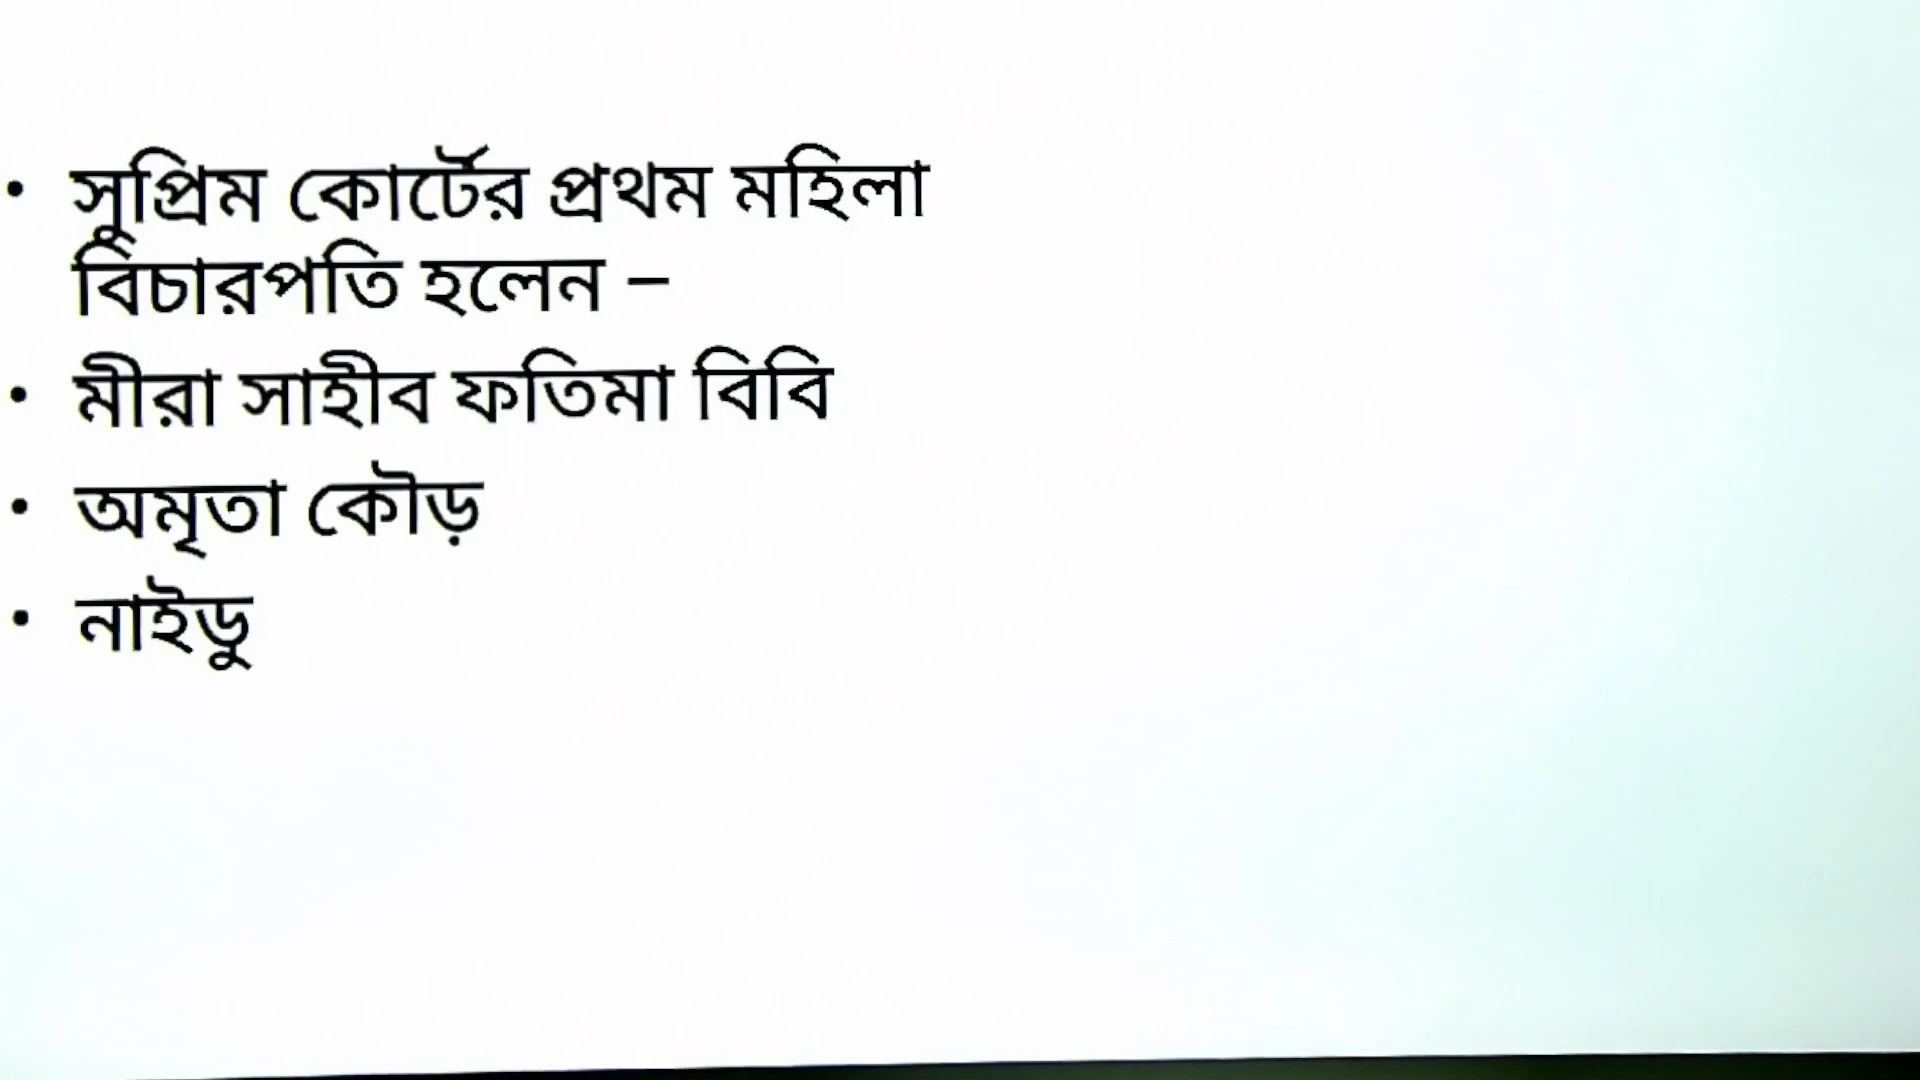 • সুপ্রিম কোর্টের প্রথম মহিলা
বিচারপতি হলেন –
• মীরা সাহীব ফতিমা বিবি
• অমৃতা কৌড়
• নাইডু